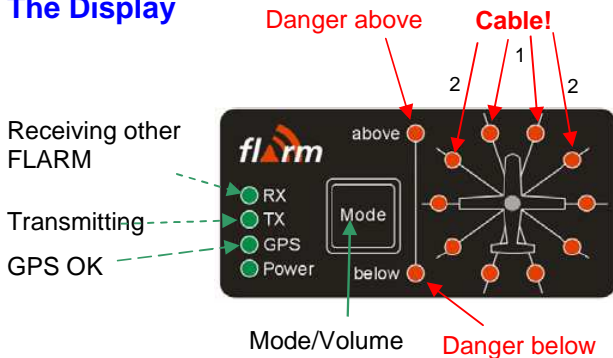 The Display
Danger above
Cable!
1
2
2
Receiving other
FLARM
Transmitting
GPS OK
flarm
above
RX
TX
GPS
Power
Mode
below
Mode/Volume
Danger below